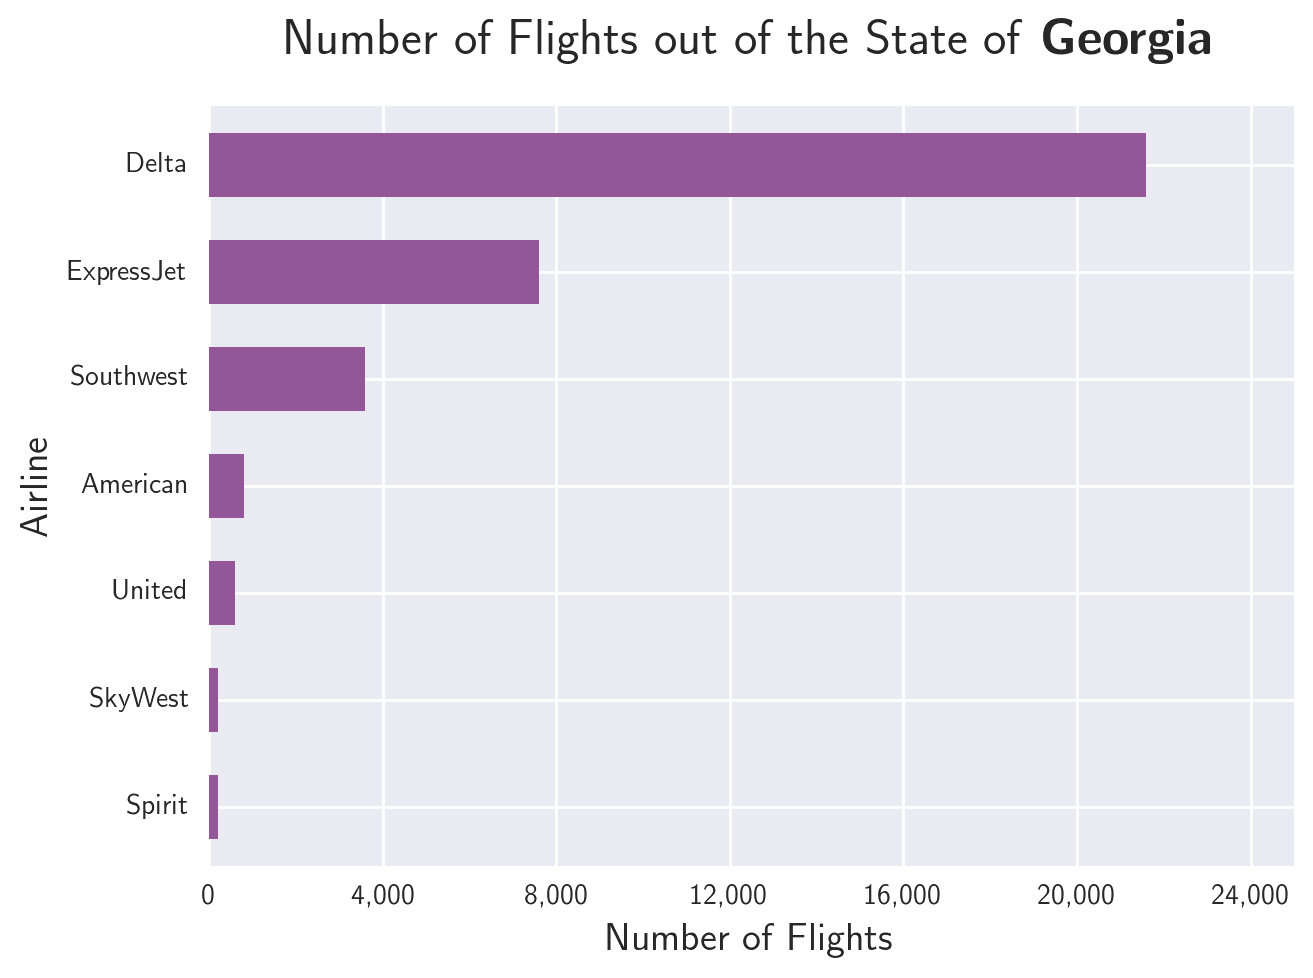 Number of Flights out of the State of Georgia
Delta
ExpressJet
Southwest
American
United
SkyWest
Spirit
Airline
0 4,000 8,000 12,000 16,000 20,000 24,000
Number of Flights